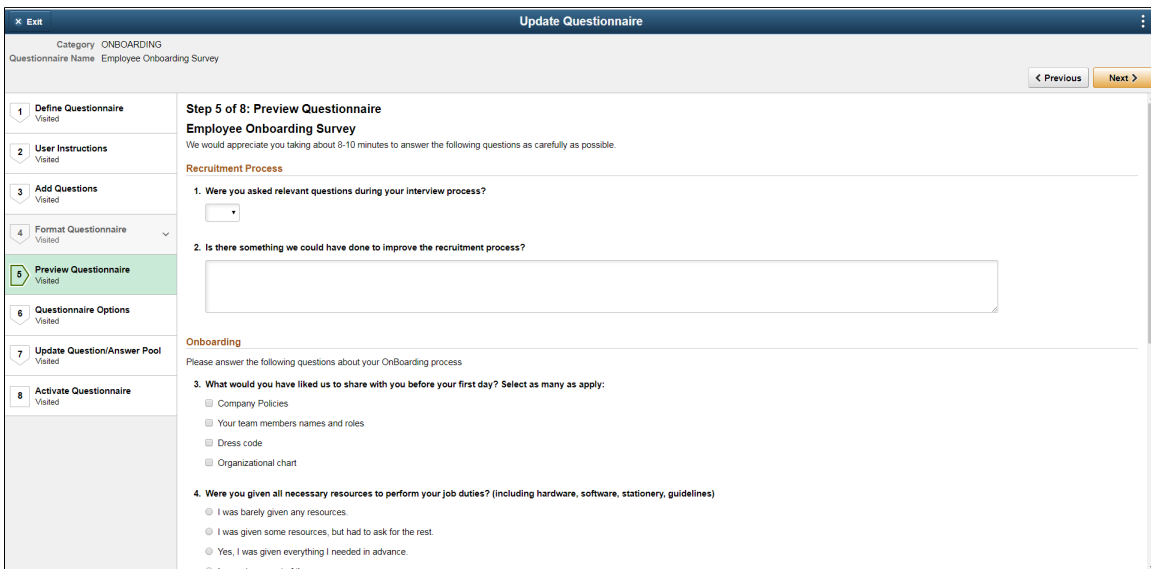 × Exit
Update Questionnaire
Category ONBOARDING
Questionnaire Name Employee Onboarding Survey
Previous
Next
1 Define Questionnaire
Visited
2 User Instructions
Visited
3 Add Questions
Visited
4 Format Questionnaire
Visited
5 Preview Questionnaire
Visited
6 Questionnaire Options
Visited
7 Update Question/Answer Pool
Visited
8 Activate Questionnaire
Visited
Step 5 of 8: Preview Questionnaire
Employee Onboarding Survey
We would appreciate you taking about 8-10 minutes to answer the following questions as carefully as possible.
Recruitment Process
1. Were you asked relevant questions during your interview process?
2. Is there something we could have done to improve the recruitment process?
Onboarding
Please answer the following questions about your OnBoarding process
3. What would you have liked us to share with you before your first day? Select as many as apply:
Company Policies
Your team members names and roles
Dress code
Organizational chart
4. Were you given all necessary resources to perform your job duties? (including hardware, software, stationery, guidelines)
I was barely given any resources.
I was given some resources, but had to ask for the rest.
Yes, I was given everything I needed in advance.